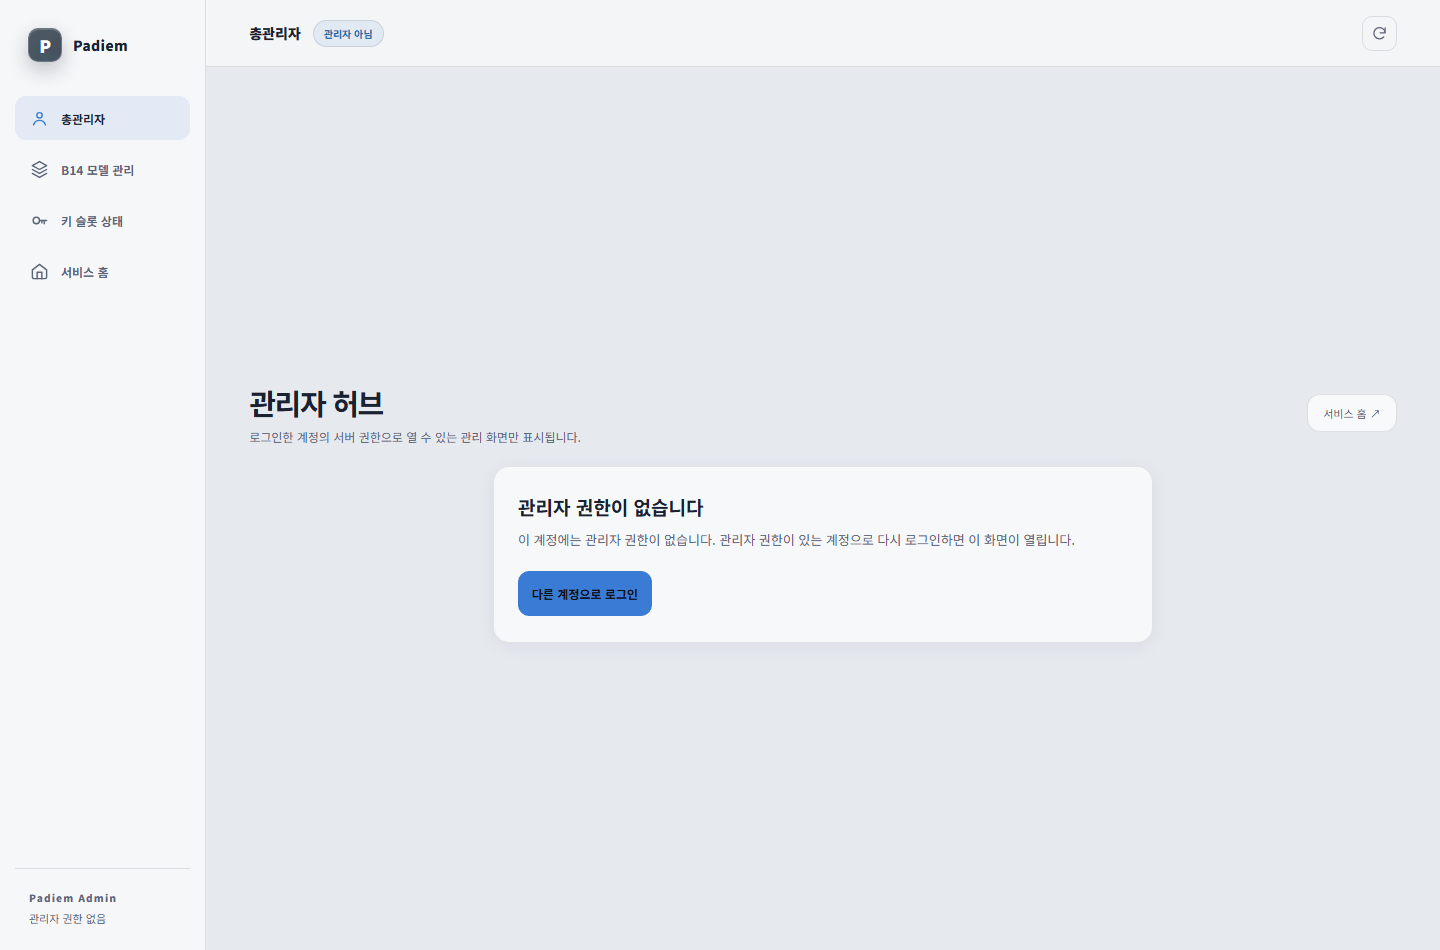 P Padiem
총관리자
B14 모델 관리
키 슬롯 상태
서비스 홈
Padiem Admin
관리자 권한 없음
총관리자 관리자 아님
관리자 허브
로그인한 계정의 서버 권한으로 열 수 있는 관리 화면만 표시됩니다.
서비스 홈 ↗
관리자 권한이 없습니다
이 계정에는 관리자 권한이 없습니다. 관리자 권한이 있는 계정으로 다시 로그인하면 이 화면이 열립니다.
다른 계정으로 로그인